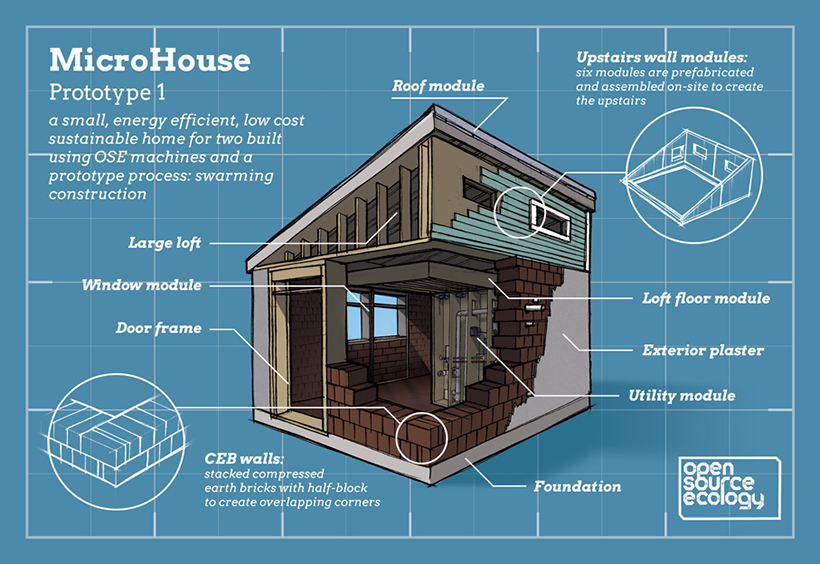 MicroHouse
Prototype 1
a small, energy efficient, low cost
sustainable home for two built
using OSE machines and a
prototype process: swarming
construction
Roof module
Upstairs wall modules:
six modules are prefabricated
and assembled on-site to create
the upstairs
Large loft
Window module
Door frame
Loft floor module
Exterior plaster
Utility module
CEB walls:
stacked compressed
earth bricks with half-block
to create overlapping corners
Foundation
open
source
ecology